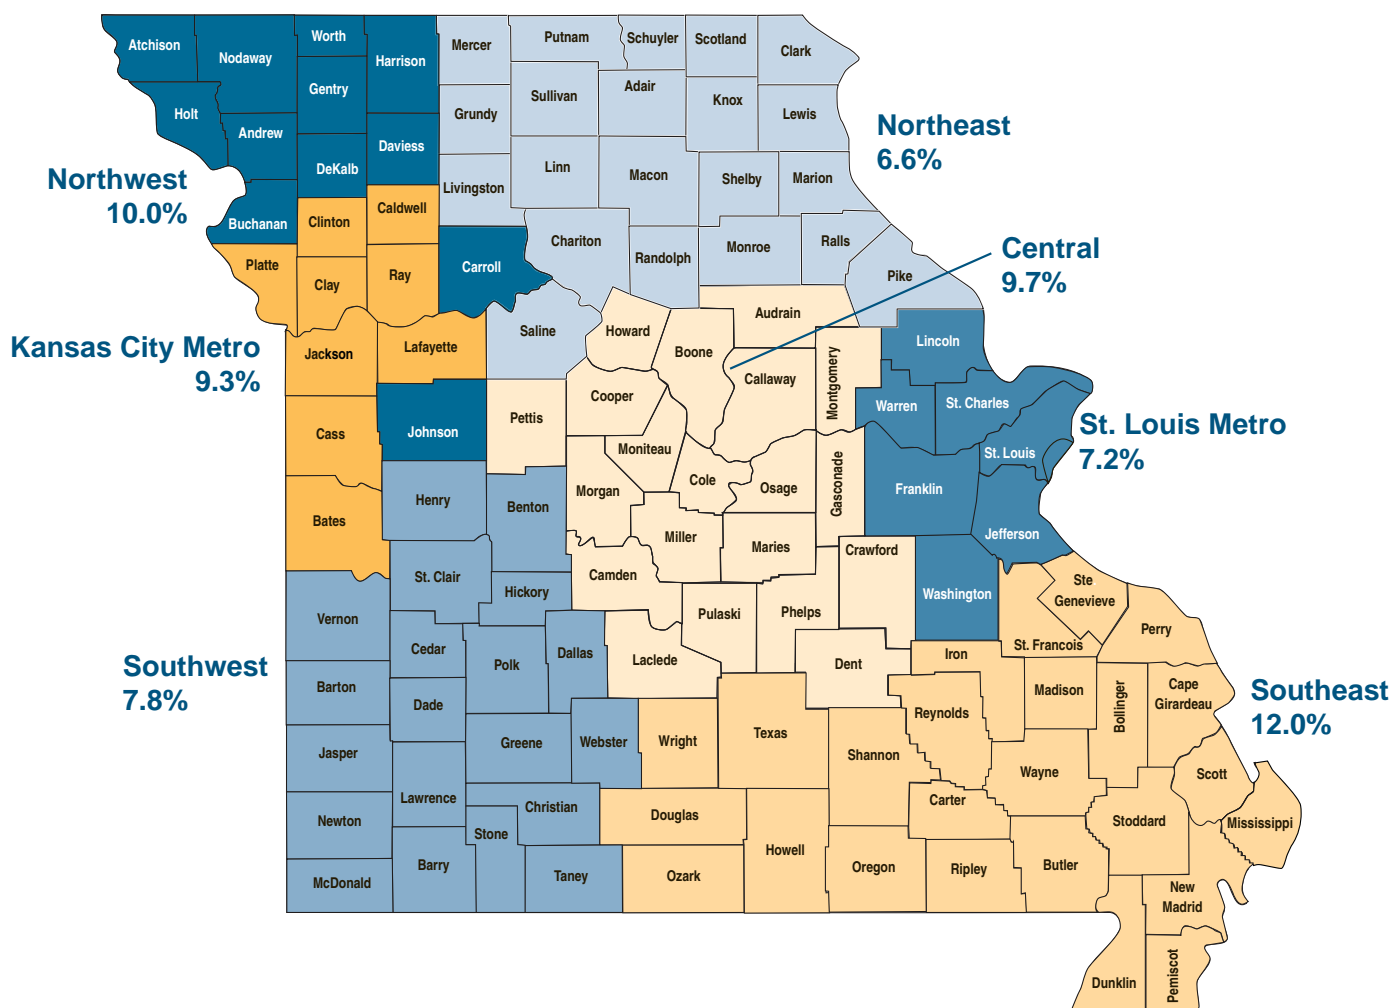 Atchison
Nodaway
Worth
Harrison
Mercer
Putnam
Schuyler
Scotland
Clark
Holt
Andrew
Gentry
DeKalb
Daviess
Grundy
Sullivan
Adair
Knox
Lewis
Northeast
6.6%
Northwest
10.0%
Buchanan
Clinton
Caldwell
Livingston
Linn
Macon
Shelby
Marion
Platte
Clay
Ray
Carroll
Chariton
Randolph
Monroe
Ralls
Pike
Central
9.7%
Kansas City Metro
9.3%
Jackson
Lafayette
Saline
Howard
Boone
Audrain
Callaway
Montgomery
Lincoln
Warren
St. Charles
St. Louis
St. Louis Metro
7.2%
Cass
Johnson
Pettis
Cooper
Moniteau
Morgan
Cole
Osage
Gasconade
Franklin
Jefferson
Bates
Henry
Benton
Miller
Maries
Crawford
Washington
Ste
Genevieve
St. Francois
Perry
Vernon
St. Clair
Hickory
Camden
Pulaski
Phelps
Dent
Iron
Madison
Bollinger
Cape
Girardeau
Southeast
12.0%
Southwest
7.8%
Cedar
Polk
Dallas
Laclede
Barton
Dade
Greene
Webster
Wright
Texas
Shannon
Reynolds
Wayne
Scott
Jasper
Lawrence
Christian
Douglas
Carter
Stoddard
Mississippi
Newton
Stone
Barry
McDonald
Taney
Ozark
Howell
Oregon
Ripley
Butler
New
Madrid
Dunklin
Pemiscot